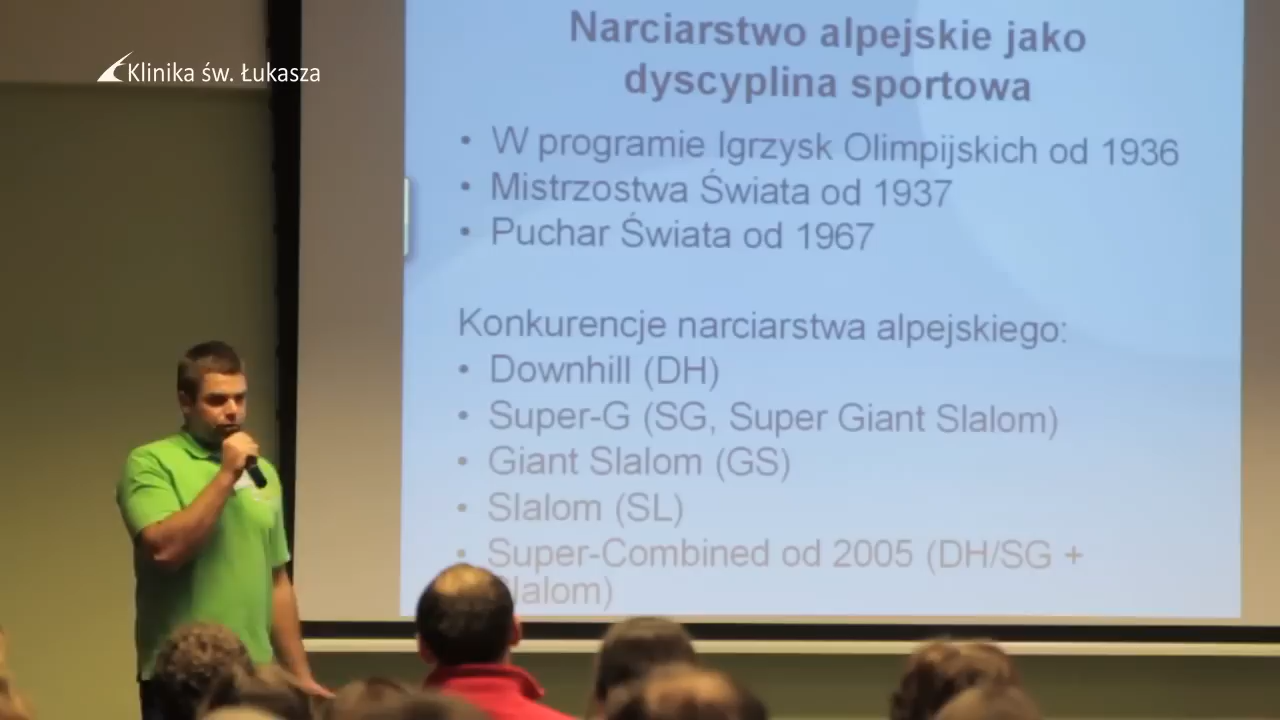 Klinika św. Łukasza
Narciarstwo alpejskie jako
dyscyplina sportowa
• W programie Igrzysk Olimpijskich od 1936
• Mistrzostwa Świata od 1937
• Puchar Świata od 1967
Konkurencje narciarstwa alpejskiego:
• Downhill (DH)
• Super-G (SG, Super Giant Slalom)
• Giant Slalom (GS)
• Slalom (SL)
• Super-Combined od 2005 (DH/SG +
Slalom)